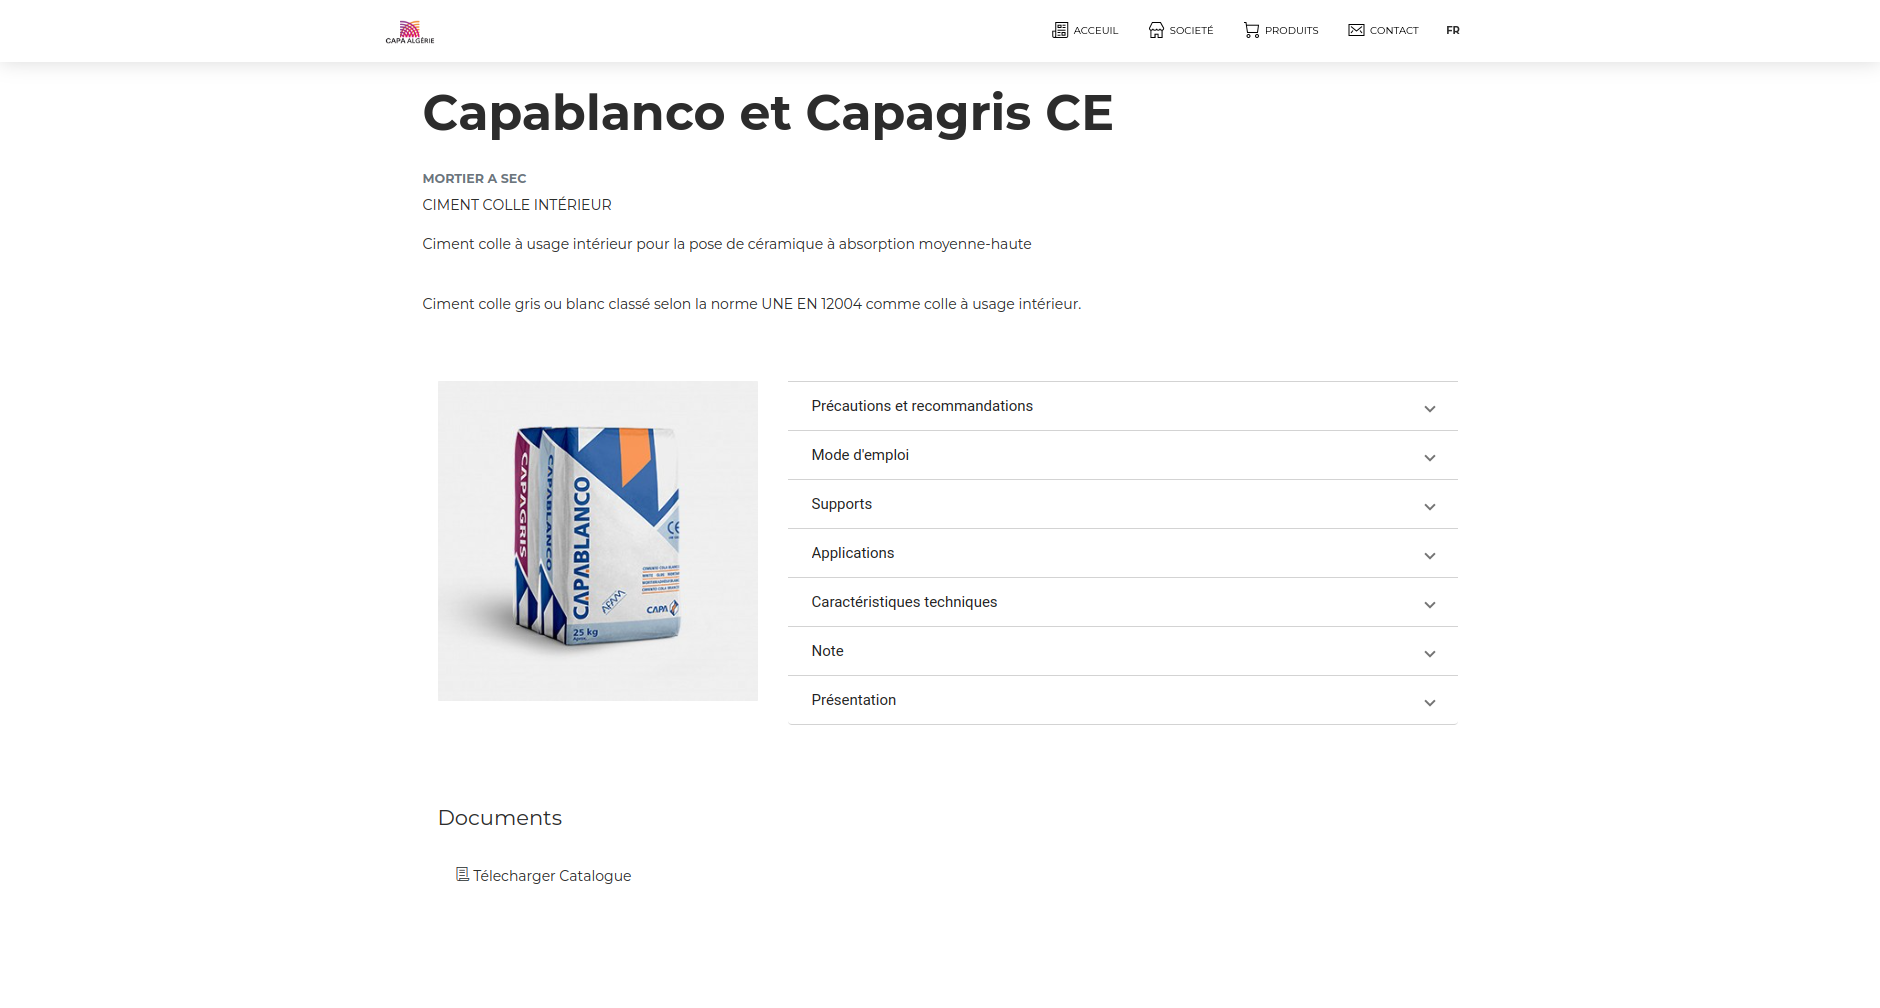 CAPA ALGÉRIE
ACCEUIL
SOCIETÉ
PRODUITS
CONTACT
FR
Capablanco et Capagris CE
MORTIER A SEC
CIMENT COLLE INTÉRIEUR
Ciment colle à usage intérieur pour la pose de céramique à absorption moyenne-haute
Ciment colle gris ou blanc classé selon la norme UNE EN 12004 comme colle à usage intérieur.
CAPAGRIS
CAPABLANCO
CAPABLANCO
CE
APAM
CAPA
25 kg
Précautions et recommandations
Mode d'emploi
Supports
Applications
Caractéristiques techniques
Note
Présentation
Documents
Télecharger Catalogue